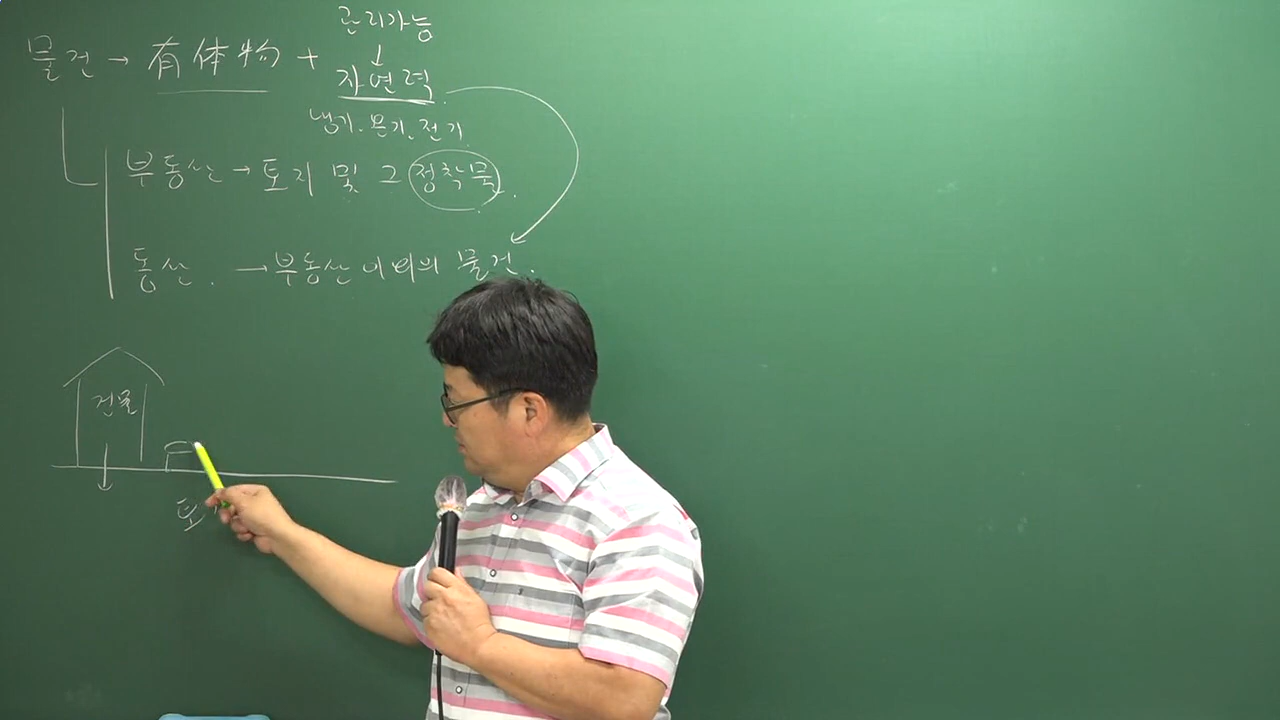 관리가능
↓
물건 → 有体物 + 자연력
냉기. 온기. 전기
부동산 → 토지 및 그 정착물.
동산. → 부동산 이외의 물건.
건물
토